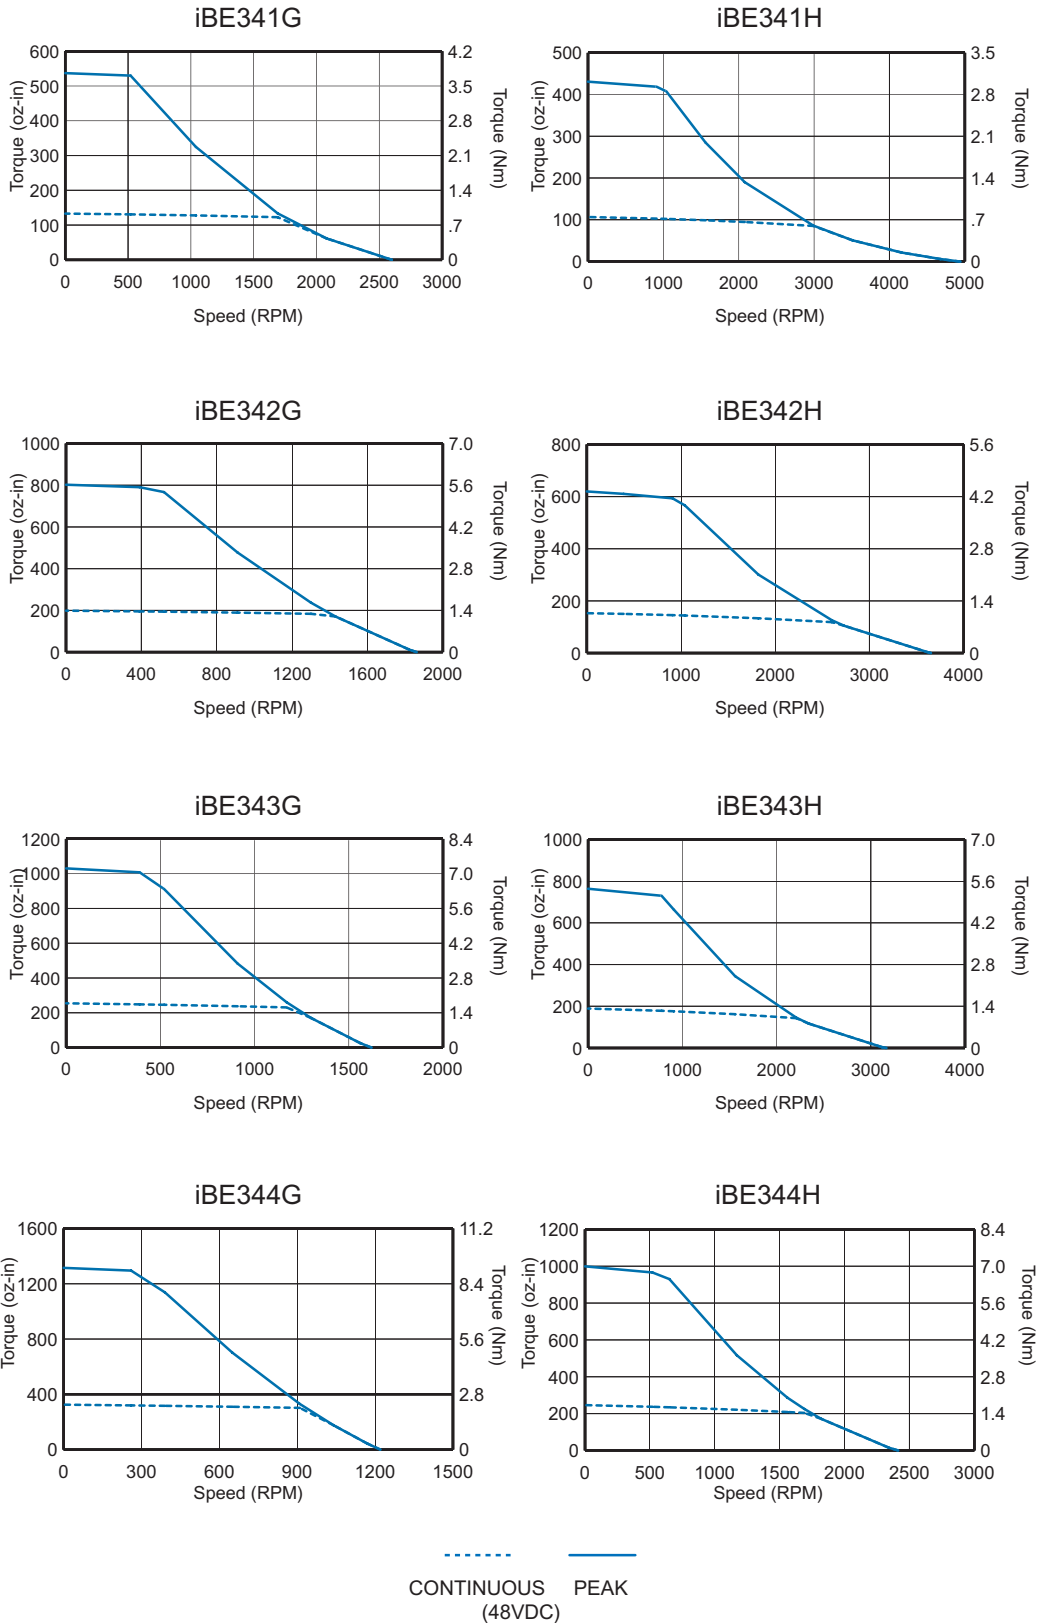 iBE341G
Torque (oz-in)
600
500
400
300
200
100
0
4.2
3.5
2.8
2.1
1.4
.7
0
Torque (Nm)
0 500 1000 1500 2000 2500 3000
Speed (RPM)
iBE341H
Torque (oz-in)
500
400
300
200
100
0
3.5
2.8
2.1
1.4
.7
0
Torque (Nm)
0 1000 2000 3000 4000 5000
Speed (RPM)
iBE342G
Torque (oz-in)
1000
800
600
400
200
0
7.0
5.6
4.2
2.8
1.4
0
Torque (Nm)
0 400 800 1200 1600 2000
Speed (RPM)
iBE342H
Torque (oz-in)
800
600
400
200
0
5.6
4.2
2.8
1.4
0
Torque (Nm)
0 1000 2000 3000 4000
Speed (RPM)
iBE343G
Torque (oz-in)
1200
1000
800
600
400
200
0
8.4
7.0
5.6
4.2
2.8
1.4
0
Torque (Nm)
0 500 1000 1500 2000
Speed (RPM)
iBE343H
Torque (oz-in)
1000
800
600
400
200
0
7.0
5.6
4.2
2.8
1.4
0
Torque (Nm)
0 1000 2000 3000 4000
Speed (RPM)
iBE344G
Torque (oz-in)
1600
1200
800
400
0
11.2
8.4
5.6
2.8
0
Torque (Nm)
0 300 600 900 1200 1500
Speed (RPM)
iBE344H
Torque (oz-in)
1200
1000
800
600
400
200
0
8.4
7.0
5.6
4.2
2.8
1.4
0
Torque (Nm)
0 500 1000 1500 2000 2500 3000
Speed (RPM)
CONTINUOUS PEAK
(48VDC)